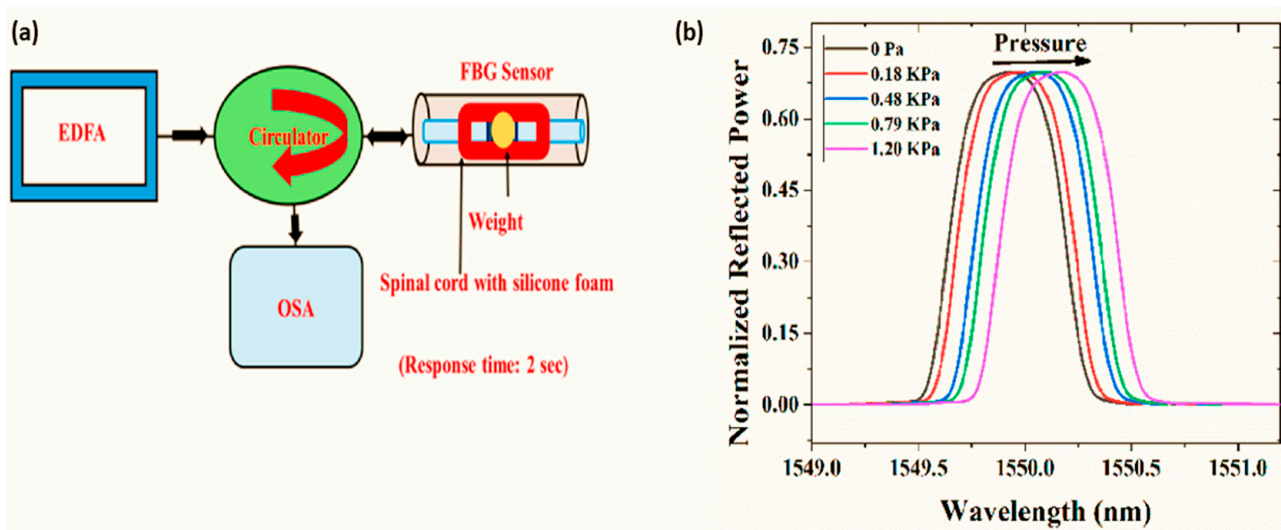 (a)
EDFA
Circulator
FBG Sensor
Weight
Spinal cord with silicone foam
OSA
(Response time: 2 sec)
(b)
Normalized Reflected Power
0.75
0.60
0.45
0.30
0.15
0.00
0 Pa
0.18 KPa
0.48 KPa
0.79 KPa
1.20 KPa
Pressure
1549.0 1549.5 1550.0 1550.5 1551.0
Wavelength (nm)